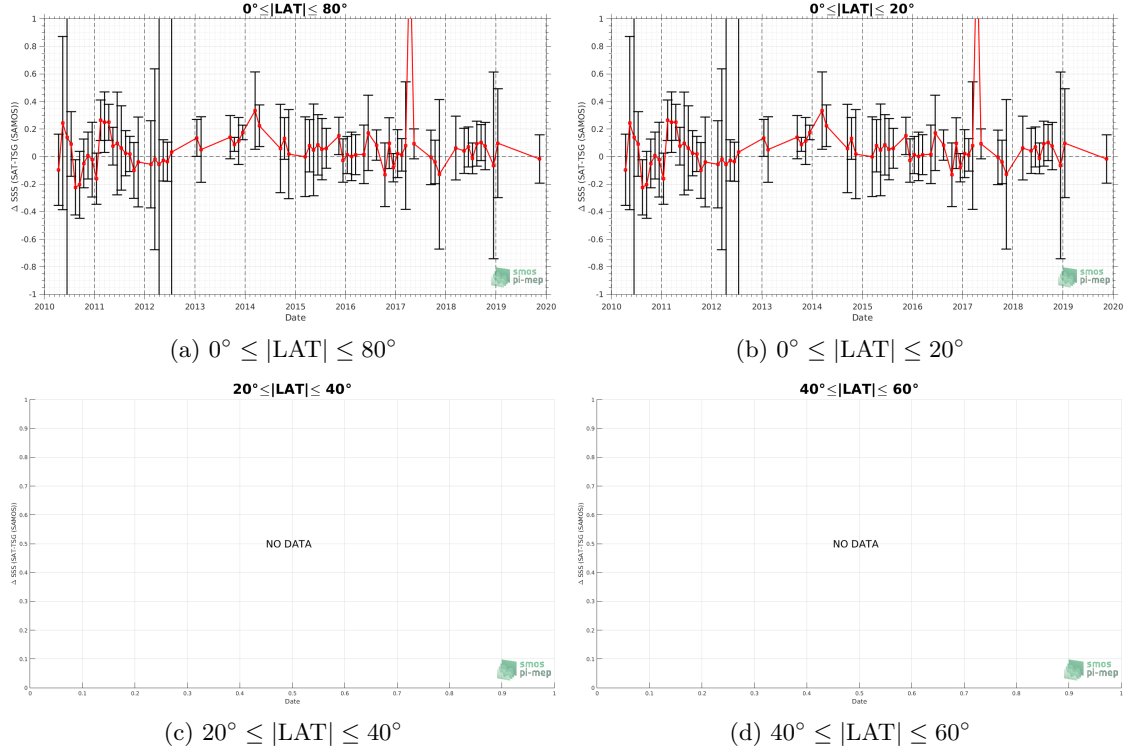 0°≤|LAT|≤ 80°
1
0.8
0.6
0.4
0.2
0
-0.2
-0.4
-0.6
-0.8
-1
Δ SSS (SAT-TSG (SAMOS))
2010 2011 2012 2013 2014 2015 2016 2017 2018 2019 2020
Date
smos
pi-mep
(a) 0° ≤ |LAT| ≤ 80°
0°≤|LAT|≤ 20°
1
0.8
0.6
0.4
0.2
0
-0.2
-0.4
-0.6
-0.8
-1
Δ SSS (SAT-TSG (SAMOS))
2010 2011 2012 2013 2014 2015 2016 2017 2018 2019 2020
Date
smos
pi-mep
(b) 0° ≤ |LAT| ≤ 20°
20°≤|LAT|≤ 40°
1
0.9
0.8
0.7
0.6
0.5
0.4
0.3
0.2
0.1
0
Δ SSS (SAT-TSG (SAMOS))
NO DATA
0 0.1 0.2 0.3 0.4 0.5 0.6 0.7 0.8 0.9 1
Date
smos
pi-mep
(c) 20° ≤ |LAT| ≤ 40°
40°≤|LAT|≤ 60°
1
0.9
0.8
0.7
0.6
0.5
0.4
0.3
0.2
0.1
0
Δ SSS (SAT-TSG (SAMOS))
NO DATA
0 0.1 0.2 0.3 0.4 0.5 0.6 0.7 0.8 0.9 1
Date
smos
pi-mep
(d) 40° ≤ |LAT| ≤ 60°